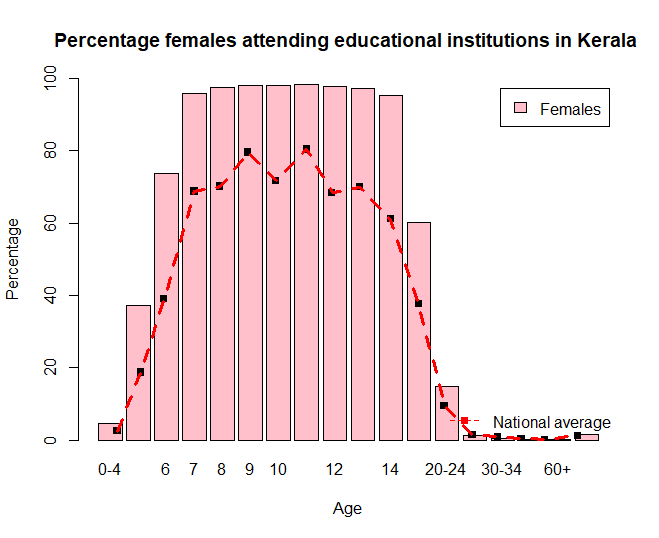 Percentage females attending educational institutions in Kerala
Females
Percentage
100
80
60
40
20
0
National average
0-4 6 7 8 9 10 12 14 20-24 30-34 60+
Age